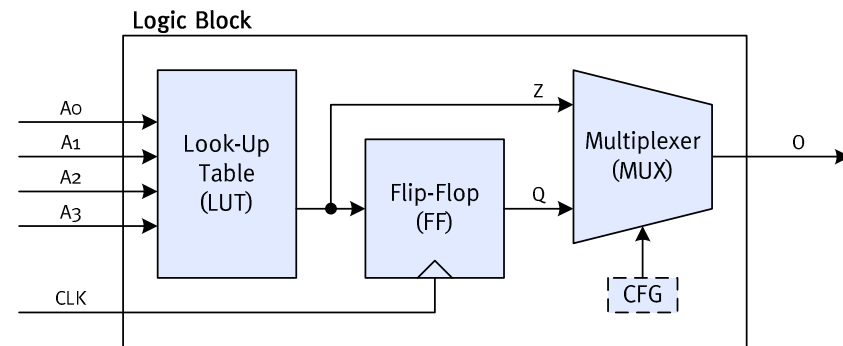 Logic Block
A0
A1
A2
A3
CLK
Look-Up
Table
(LUT)
Flip-Flop
(FF)
Z
Q
Multiplexer
(MUX)
CFG
O